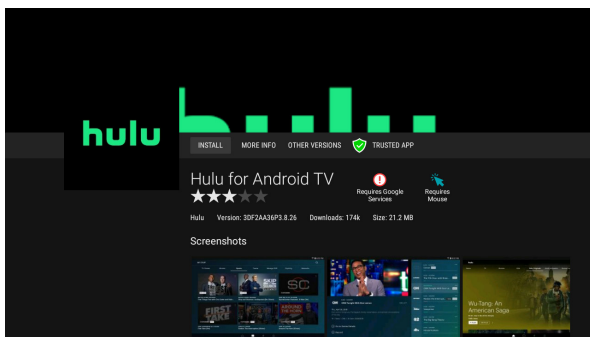 hulu
hulu
INSTALL MORE INFO OTHER VERSIONS TRUSTED APP
Hulu for Android TV
Requires Google
Services
Requires
Mouse
Hulu Version: 3DF2AA36P3.8.26 Downloads: 174k Size: 21.2 MB
Screenshots
SC
Wu-Tang: An
American Saga